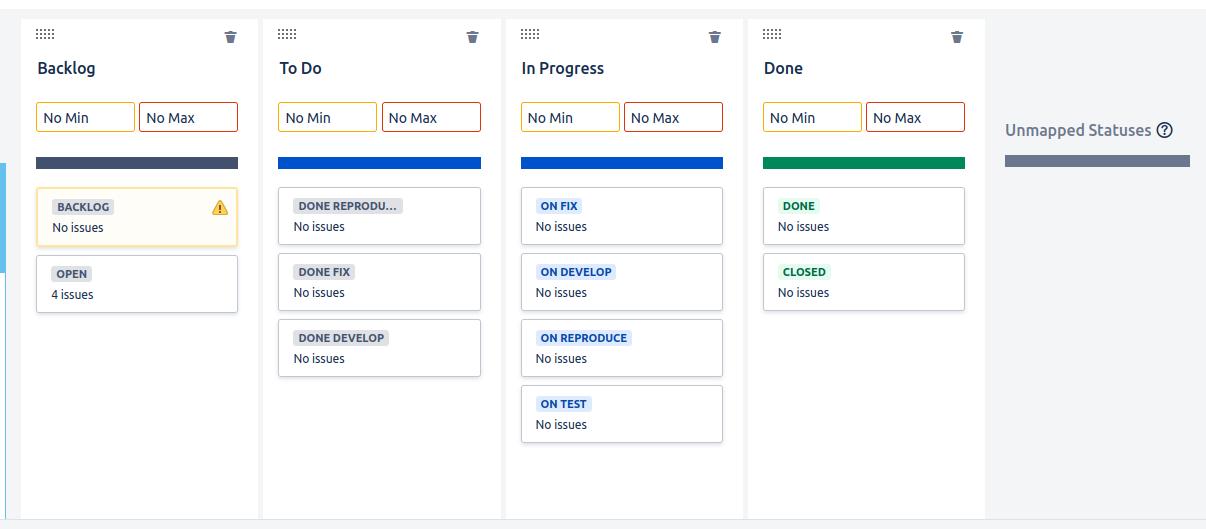 Backlog
No Min
No Max
BACKLOG
No issues
OPEN
4 issues
To Do
No Min
No Max
DONE REPRODU...
No issues
DONE FIX
No issues
DONE DEVELOP
No issues
In Progress
No Min
No Max
ON FIX
No issues
ON DEVELOP
No issues
ON REPRODUCE
No issues
ON TEST
No issues
Done
No Min
No Max
DONE
No issues
CLOSED
No issues
Unmapped Statuses